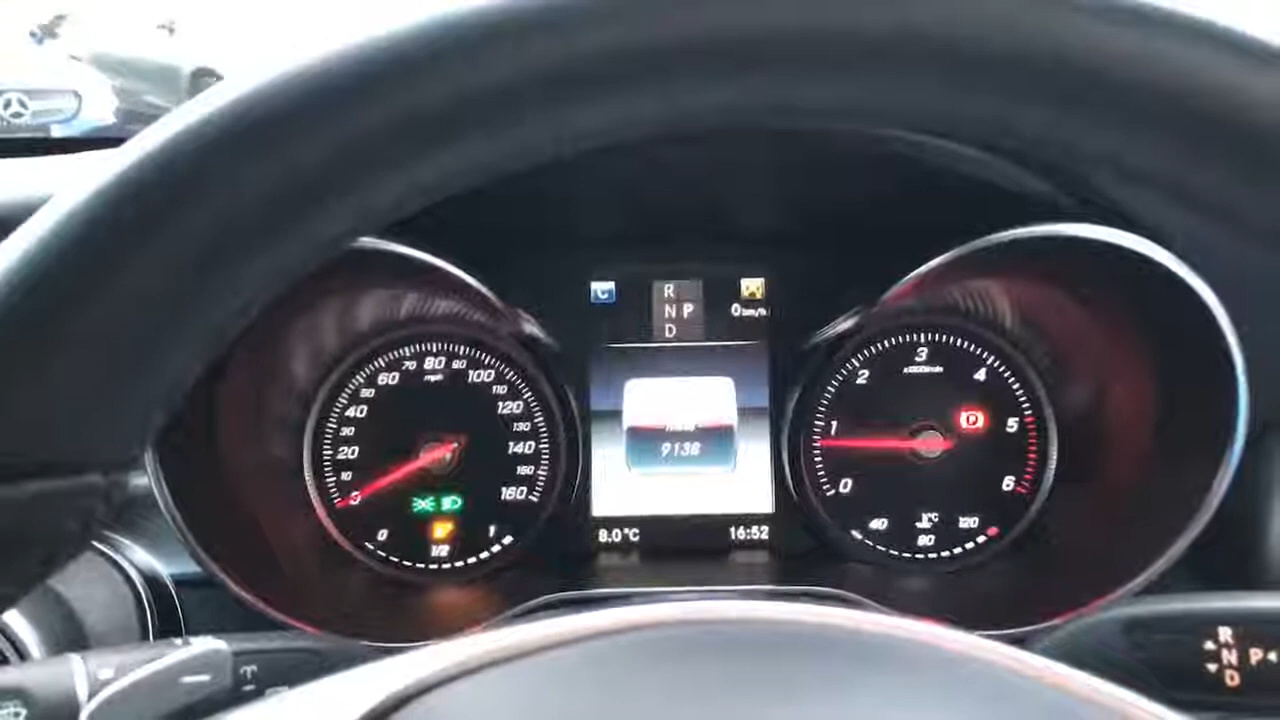 70 80 90
mph
60 100
50 110
40 120
30 130
20 140
10 150
0 160
0 1/2 1
C
R
N P
D
0 km/h
9138
8.0°C 16:52
3
x1000/min
2 4
1 5
0 6
°C
40 80 120
P
R
N P
D